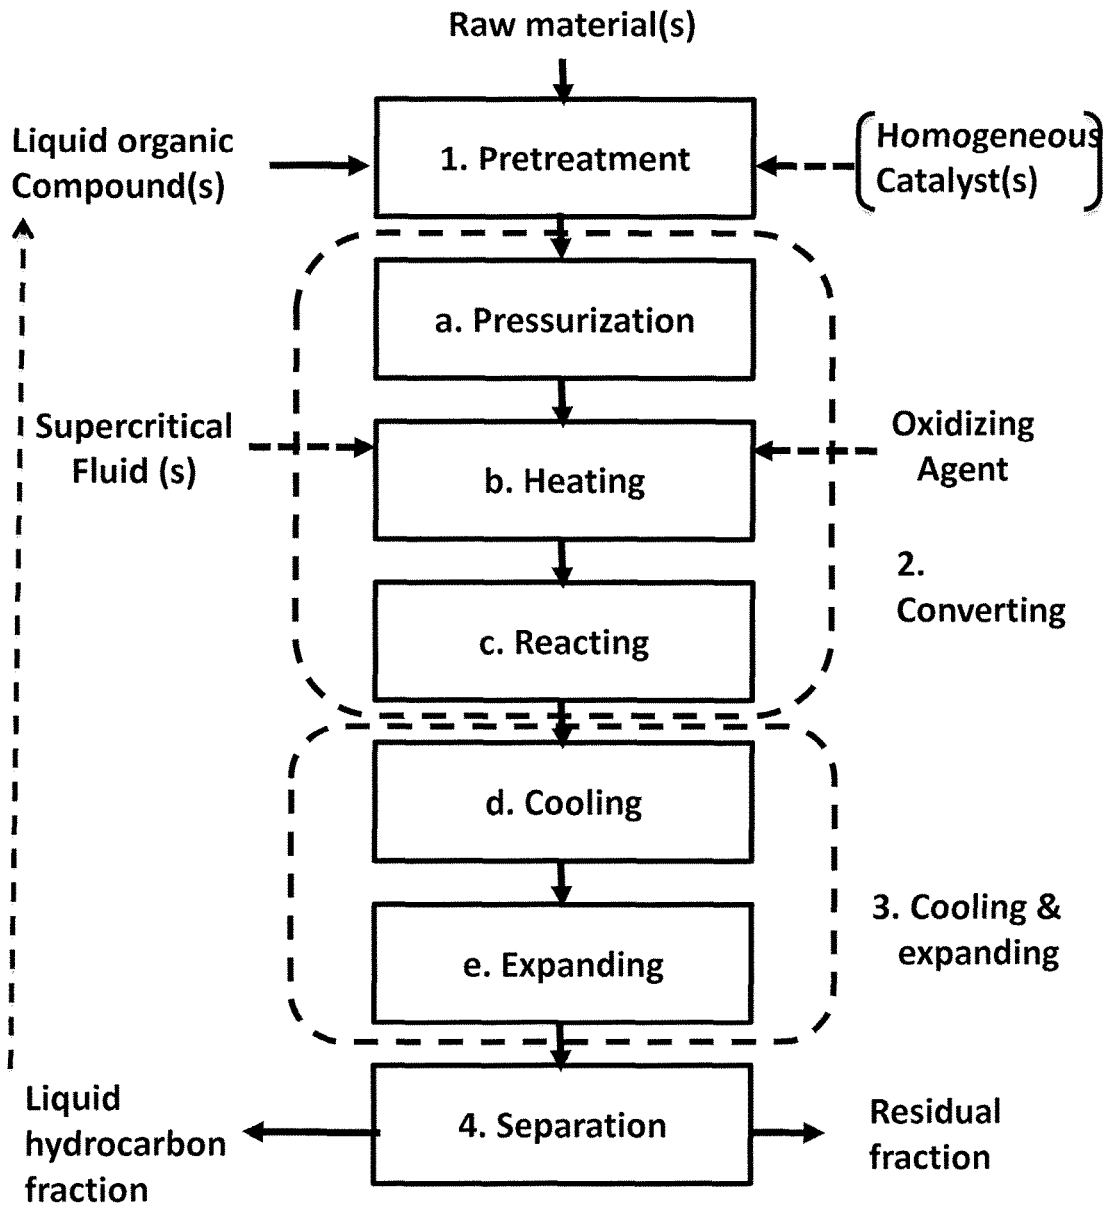 Raw material(s)
Liquid organic
Compound(s)
1. Pretreatment
Homogeneous
Catalyst(s)
a. Pressurization
Supercritical
Fluid (s)
b. Heating
Oxidizing
Agent
2.
Converting
c. Reacting
d. Cooling
e. Expanding
3. Cooling &
expanding
Liquid
hydrocarbon
fraction
4. Separation
Residual
fraction